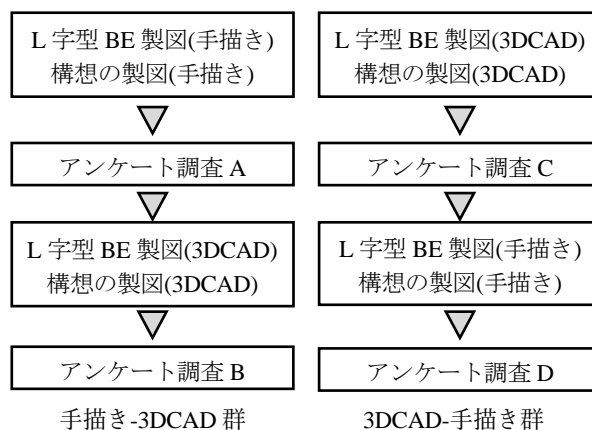 L 字型 BE 製図(手描き)
構想の製図(手描き)
アンケート調査 A
L 字型 BE 製図(3DCAD)
構想の製図(3DCAD)
アンケート調査 B
手描き-3DCAD 群
L 字型 BE 製図(3DCAD)
構想の製図(3DCAD)
アンケート調査 C
L 字型 BE 製図(手描き)
構想の製図(手描き)
アンケート調査 D
3DCAD-手描き群